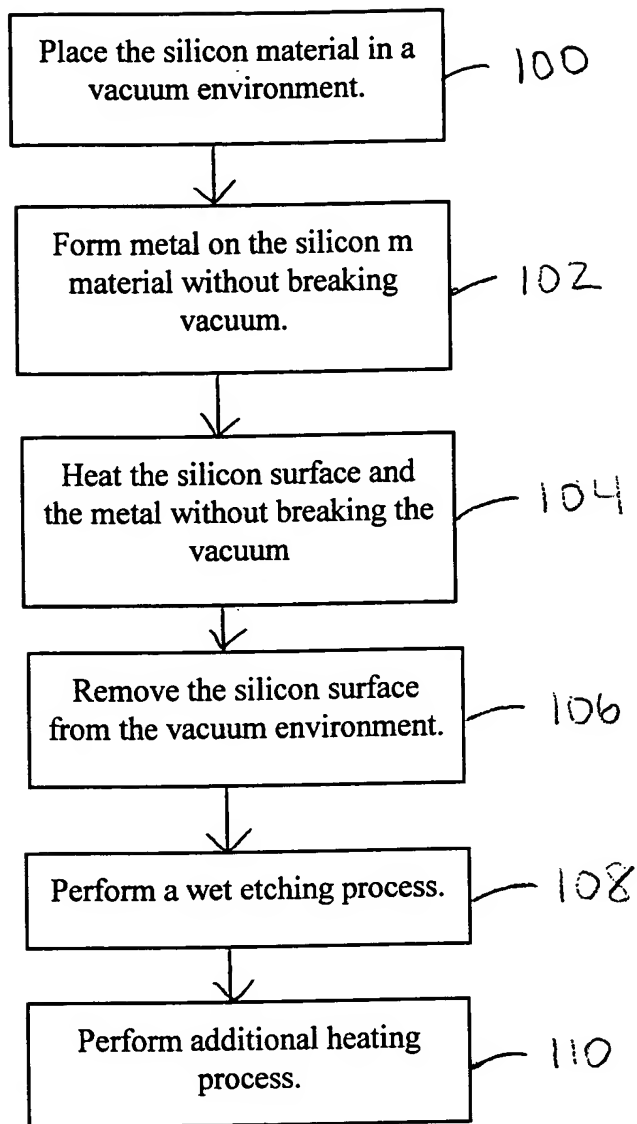 Place the silicon material in a
vacuum environment.
100
Form metal on the silicon m
material without breaking
vacuum.
102
Heat the silicon surface and
the metal without breaking the
vacuum
104
Remove the silicon surface
from the vacuum environment.
106
Perform a wet etching process.
108
Perform additional heating
process.
110